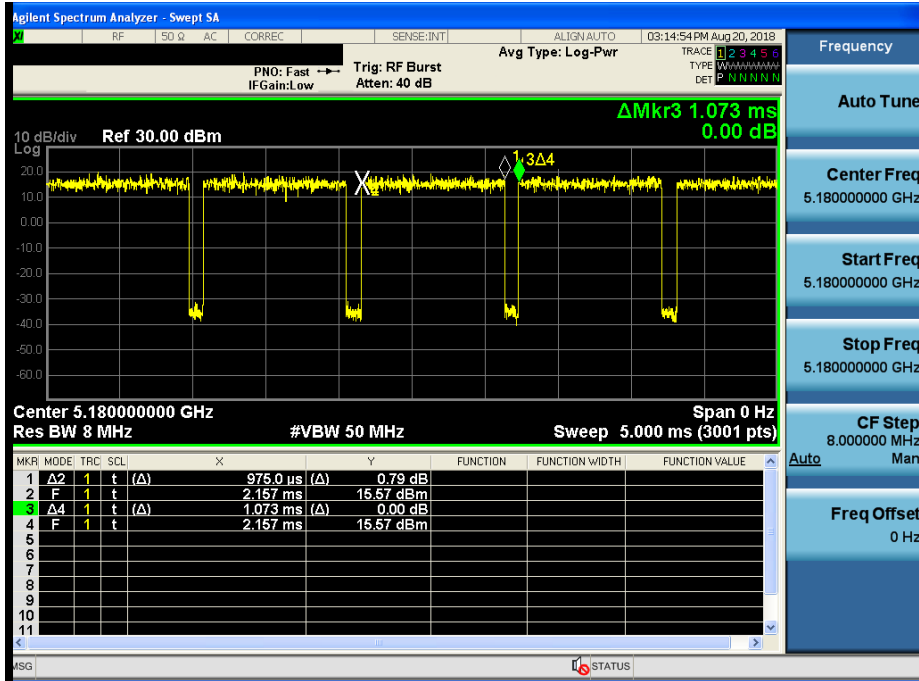 Agilent Spectrum Analyzer - Swept SA
RF 50 Ω AC CORREC SENSE:INT ALIGN AUTO 03:14:54 PM Aug 20, 2018
Avg Type: Log-Pwr
TRACE 1 2 3 4 5 6
TYPE
DET P N N N N N
PNO: Fast
IFGain:Low
Trig: RF Burst
Atten: 40 dB
ΔMkr3 1.073 ms
0.00 dB
10 dB/div Ref 30.00 dBm
Log
20.0
10.0
0.00
-10.0
-20.0
-30.0
-40.0
-50.0
-60.0
X
1 3Δ4
Center 5.180000000 GHz Span 0 Hz
Res BW 8 MHz #VBW 50 MHz Sweep 5.000 ms (3001 pts)
MKR MODE TRC SCL X Y FUNCTION FUNCTION WIDTH FUNCTION VALUE
1 Δ2 1 t (Δ) 975.0 µs (Δ) 0.79 dB
2 F 1 t 2.157 ms 15.57 dBm
3 Δ4 1 t (Δ) 1.073 ms (Δ) 0.00 dB
4 F 1 t 2.157 ms 15.57 dBm
5
6
7
8
9
10
11
MSG STATUS
Frequency
Auto Tune
Center Freq
5.180000000 GHz
Start Freq
5.180000000 GHz
Stop Freq
5.180000000 GHz
CF Step
8.000000 MHz
Auto Man
Freq Offset
0 Hz